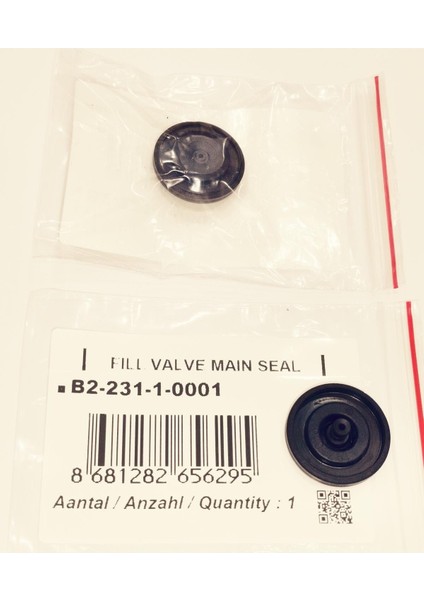 FILL VALVE MAIN SEAL
B2-231-1-0001
8 681282 656295
Aantal / Anzahl / Quantity : 1